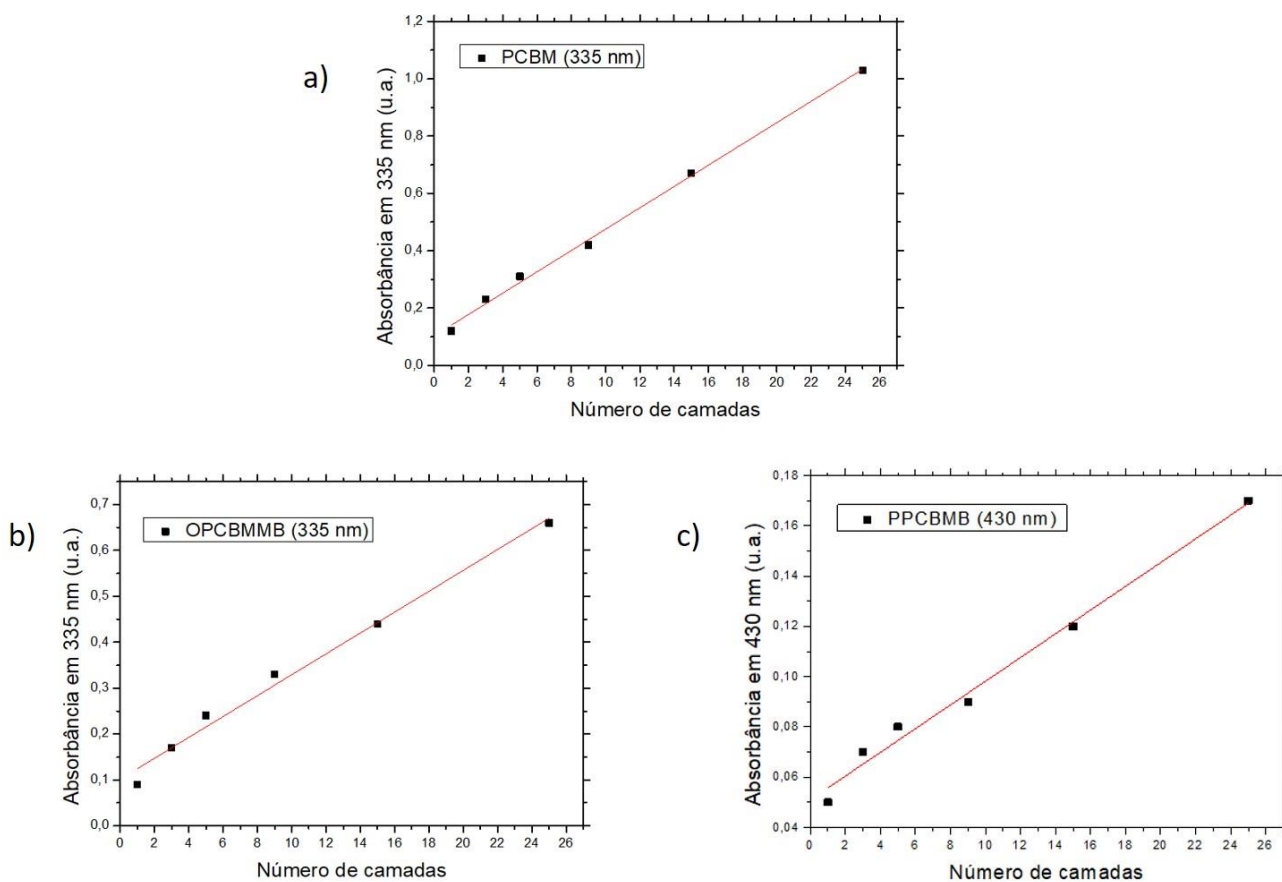 a)
PCBM (335 nm)
Absorbância em 335 nm (u.a.)
1,2
1,0
0,8
0,6
0,4
0,2
0,0
0 2 4 6 8 10 12 14 16 18 20 22 24 26
Número de camadas
b)
OPCBMMB (335 nm)
Absorbância em 335 nm (u.a.)
0,7
0,6
0,5
0,4
0,3
0,2
0,1
0,0
0 2 4 6 8 10 12 14 16 18 20 22 24 26
Número de camadas
c)
PPCBMB (430 nm)
Absorbância em 430 nm (u.a.)
0,18
0,16
0,14
0,12
0,10
0,08
0,06
0,04
0 2 4 6 8 10 12 14 16 18 20 22 24 26
Número de camadas